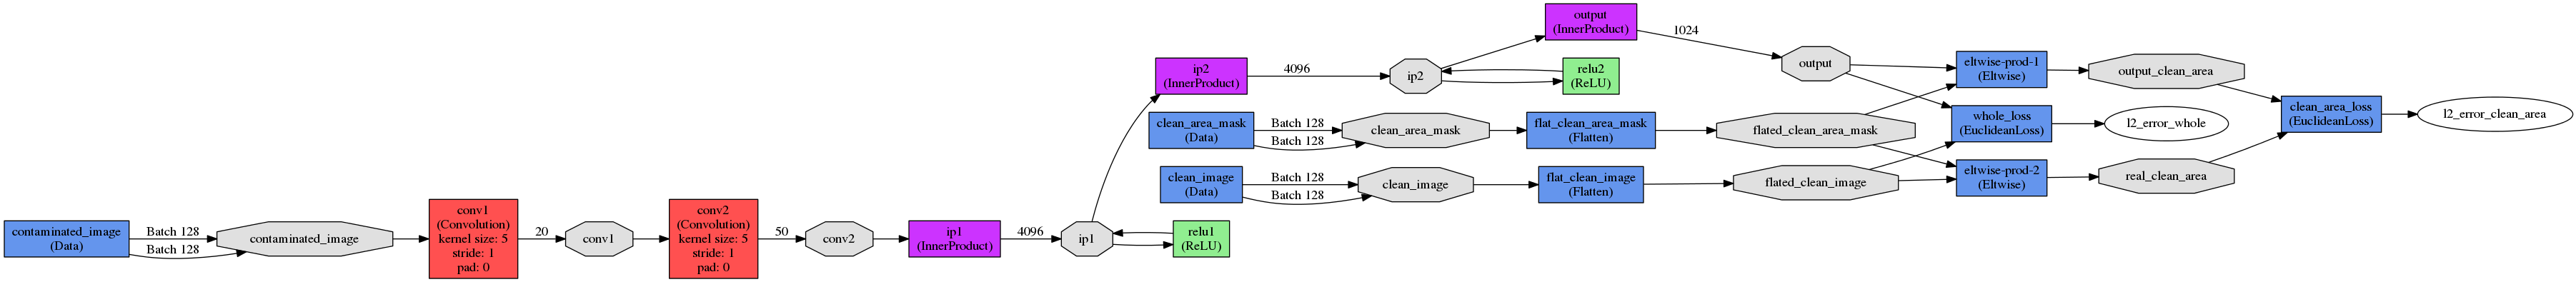 contaminated_image
(Data)
Batch 128
Batch 128
contaminated_image
conv1
(Convolution)
kernel size: 5
stride: 1
pad: 0
20
conv1
conv2
(Convolution)
kernel size: 5
stride: 1
pad: 0
50
conv2
ip1
(InnerProduct)
4096
ip1
relu1
(ReLU)
ip2
(InnerProduct)
4096
ip2
relu2
(ReLU)
output
(InnerProduct)
1024
output
clean_area_mask
(Data)
Batch 128
Batch 128
clean_area_mask
flat_clean_area_mask
(Flatten)
flated_clean_area_mask
clean_image
(Data)
Batch 128
Batch 128
clean_image
flat_clean_image
(Flatten)
flated_clean_image
eltwise-prod-1
(Eltwise)
output_clean_area
whole_loss
(EuclideanLoss)
l2_error_whole
eltwise-prod-2
(Eltwise)
real_clean_area
clean_area_loss
(EuclideanLoss)
l2_error_clean_area